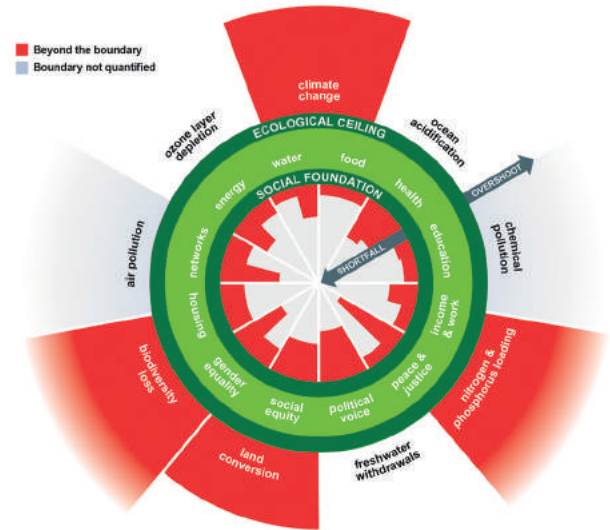 Beyond the boundary
Boundary not quantified
climate
change
ozone layer
depletion
ocean
acidification
ECOLOGICAL CEILING
water
food
energy
health
SOCIAL FOUNDATION
OVERSHOOT
SHORTFALL
networks
education
air pollution
chemical
pollution
housing
income
& work
gender
equality
peace &
justice
social
equity
political
voice
biodiversity
loss
nitrogen &
phosphorus loading
land
conversion
freshwater
withdrawals